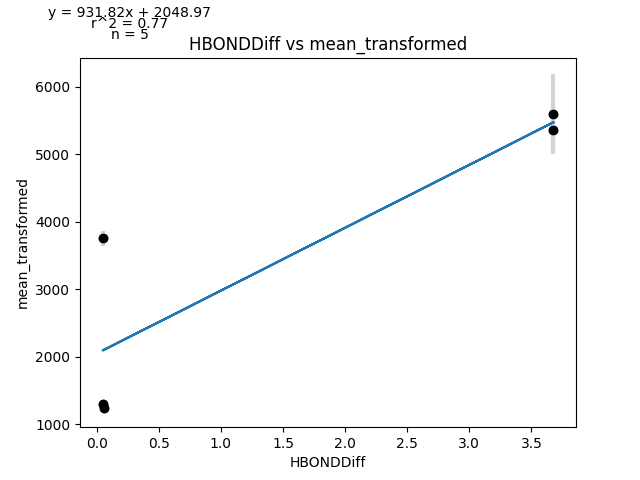 y = 931.82x + 2048.97
r^2 = 0.77
n = 5
HBONDDiff vs mean_transformed
6000
5000
4000
3000
2000
1000
mean_transformed
0.0 0.5 1.0 1.5 2.0 2.5 3.0 3.5
HBONDDiff